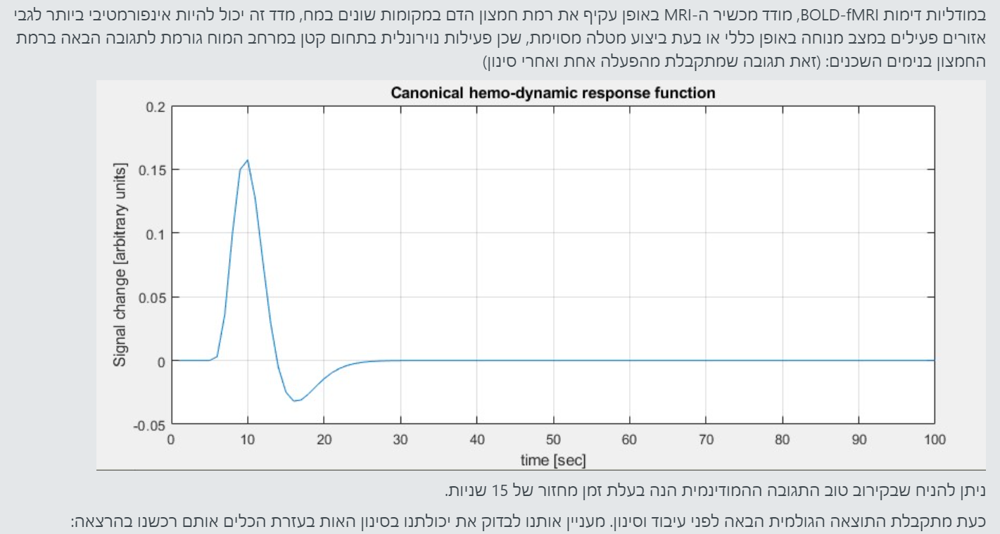 במודליות דימות BOLD-fMRI, מודד מכשיר ה-MRI באופן עקיף את רמת חמצון הדם במקומות שונים במח, מדד זה יכול להיות אינפורמטיבי ביותר לגבי
אזורים פעילים במצב מנוחה באופן כללי או בעת ביצוע מטלה מסוימת, שכן פעילות נוירונלית בתחום קטן במרחב המוח גורמת לתגובה הבאה ברמת
החמצון בנימים השכנים: (זאת תגובה שמתקבלת מהפעלה אחת ואחרי סינון)
Canonical hemo-dynamic response function
Signal change [arbitrary units]
0.2
0.15
0.1
0.05
0
-0.05
0 10 20 30 40 50 60 70 80 90 100
time [sec]
ניתן להניח שבקירוב טוב התגובה ההמודינמית הנה בעלת זמן מחזור של 15 שניות.
כעת מתקבלת התוצאה הגולמית הבאה לפני עיבוד וסינון. מעניין אותנו לבדוק את יכולתנו בסינון האות בעזרת הכלים אותם רכשנו בהרצאה: